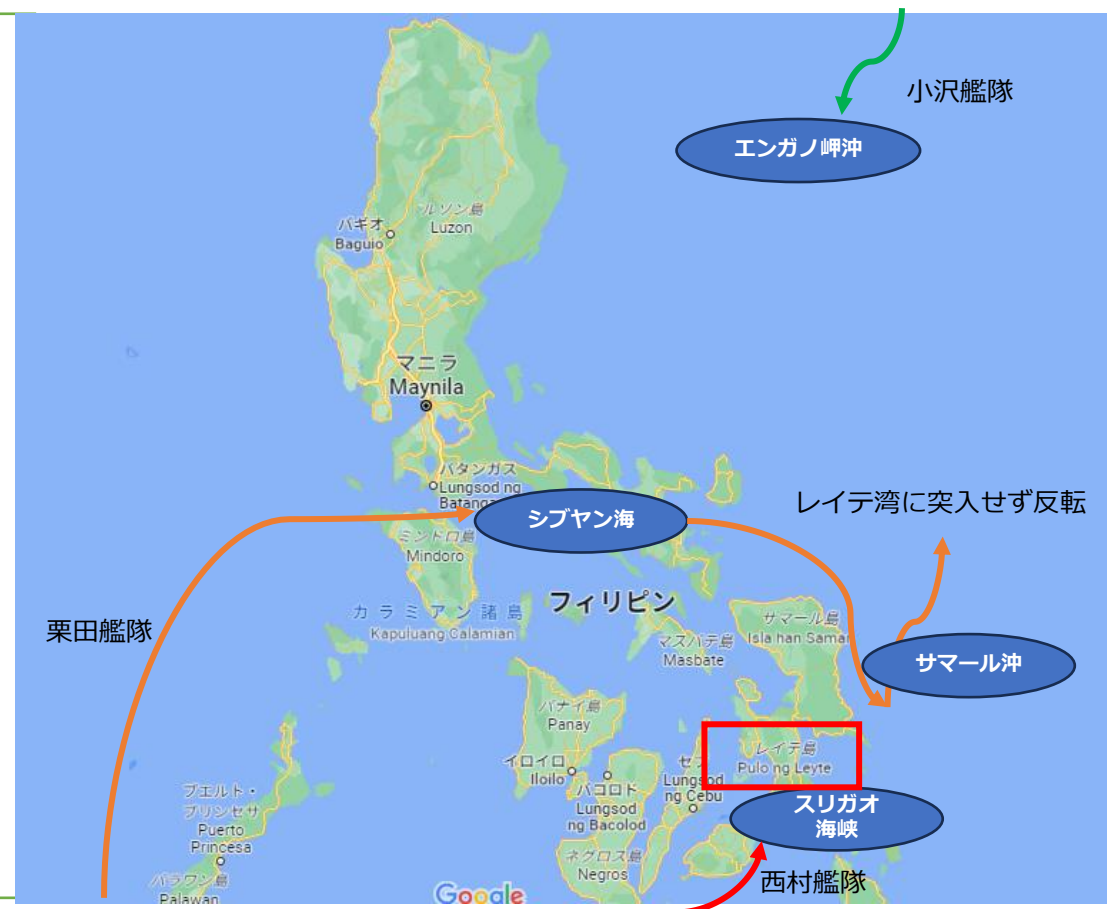 小沢艦隊
エンガノ岬沖
ルソン島
Luzon
バギオ
Baguio
マニラ
Maynila
バタンガス
Lungsod ng
Batanga
シブヤン海
レイテ湾に突入せず反転
ミンドロ島
Mindoro
フィリピン
カラミアン諸島
Kapuluang Calamian
サマール島
Isla han Samar
栗田艦隊
マスバテ島
Masbate
サマール沖
パナイ島
Panay
レイテ島
Pulo ng Leyte
イロイロ
Iloilo
セブ
Lungsod
ng Cebu
バコロド
Lungsod
ng Bacolod
プエルト・
プリンセサ
Puerto
Princesa
スリガオ
海峡
ネグロス島
Negros
西村艦隊
パラワン島
Palawan
Google